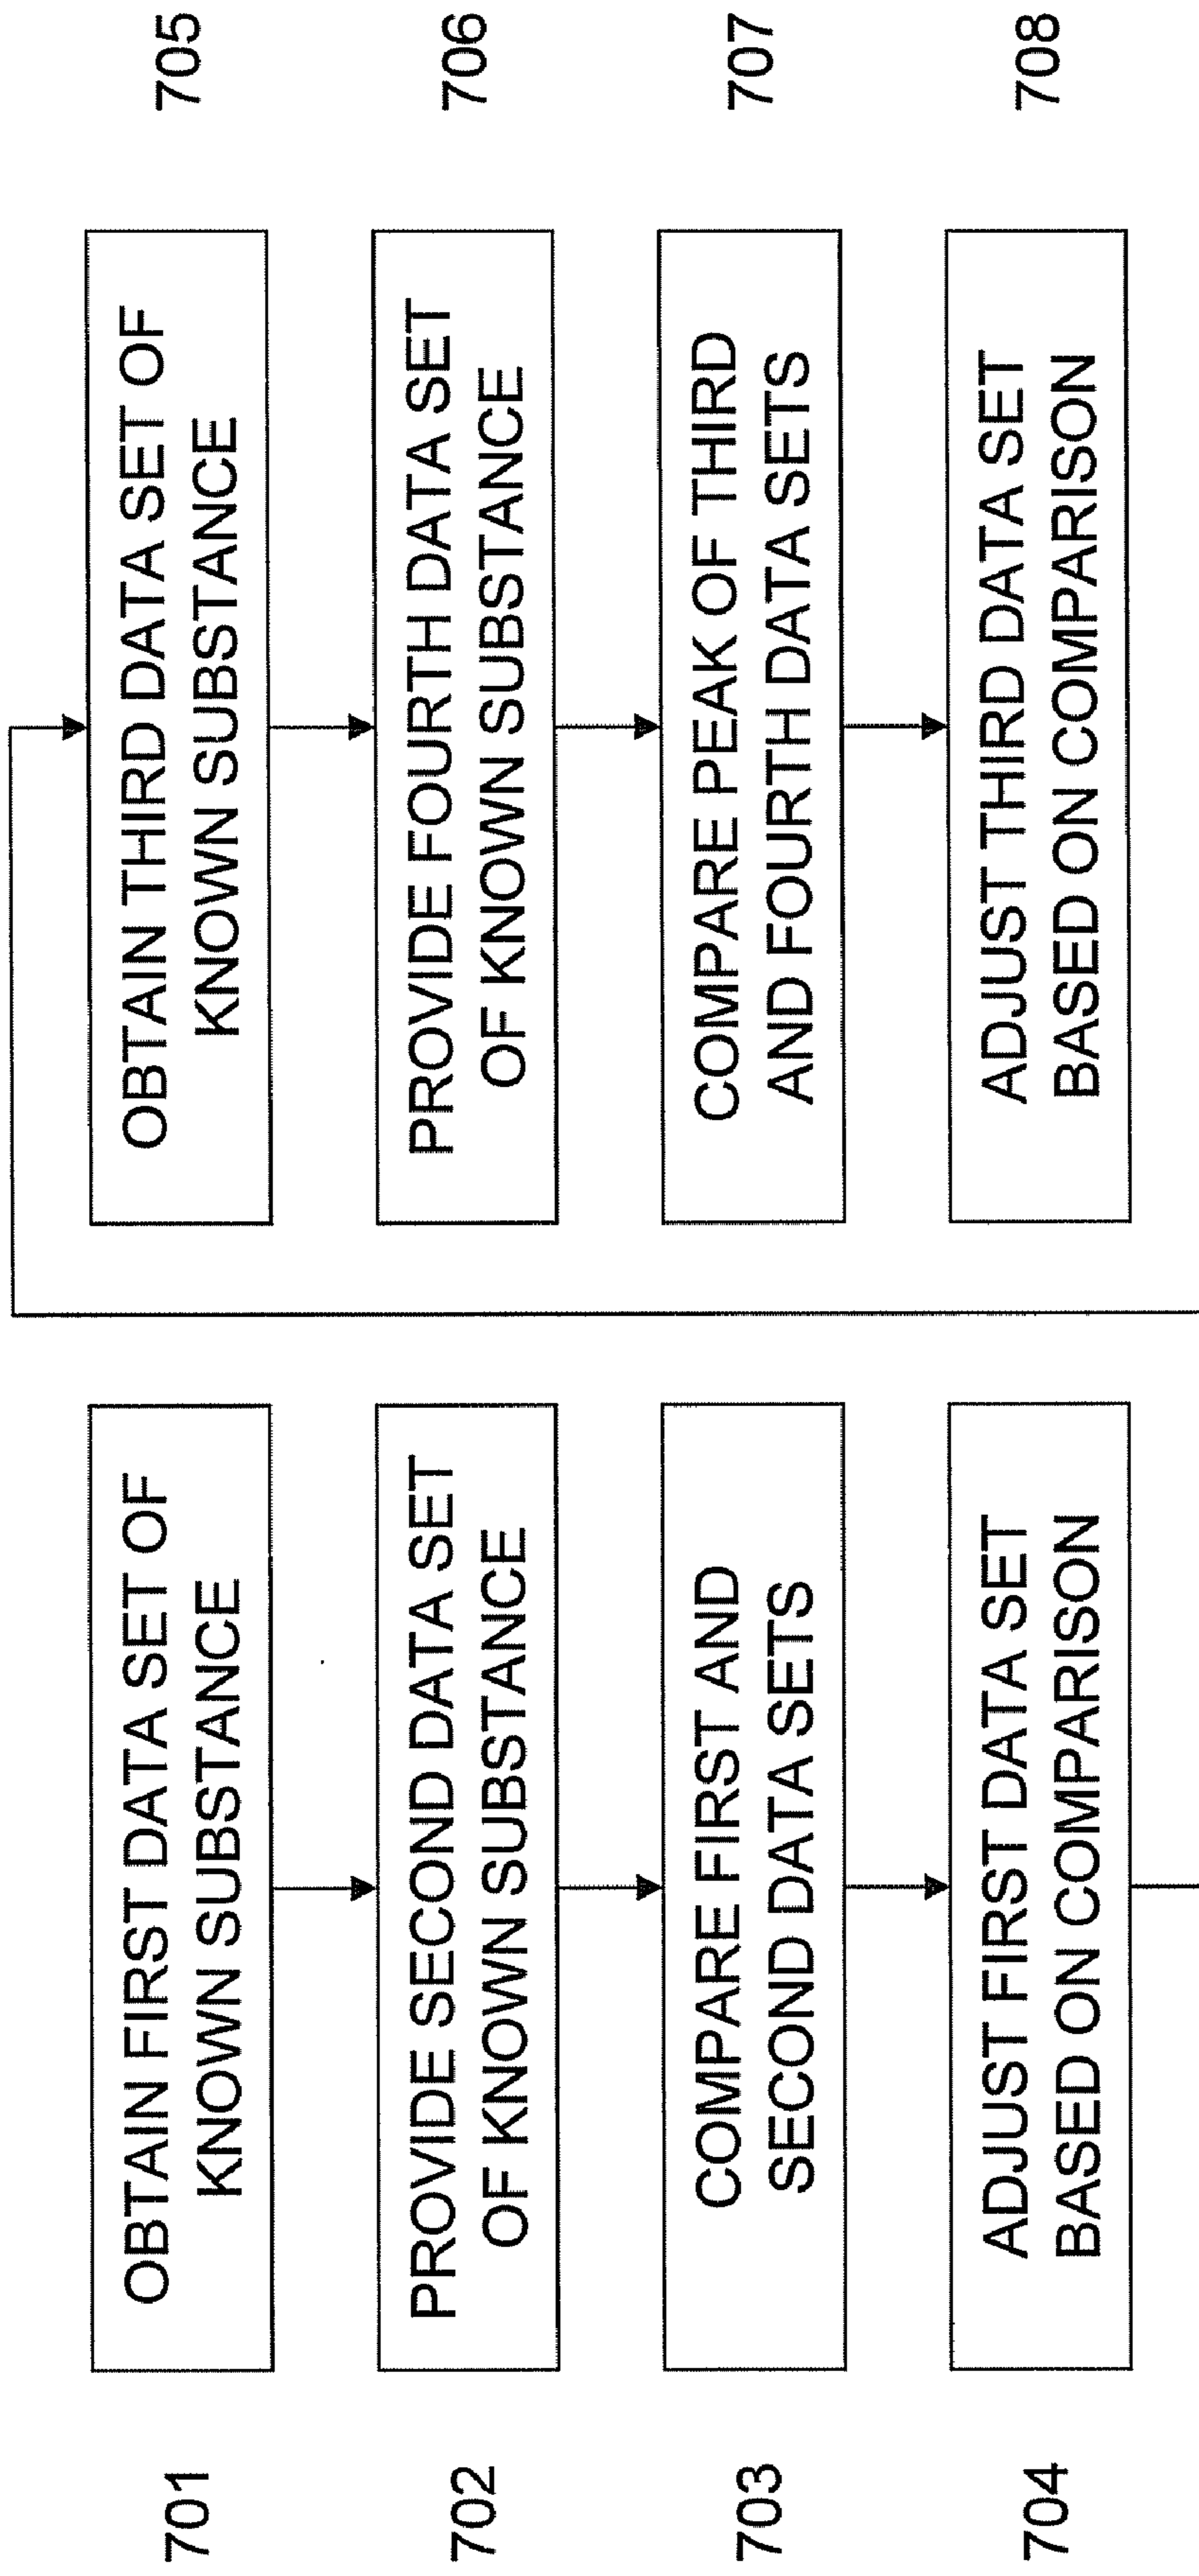 701
OBTAIN FIRST DATA SET OF
KNOWN SUBSTANCE
702
PROVIDE SECOND DATA SET
OF KNOWN SUBSTANCE
703
COMPARE FIRST AND
SECOND DATA SETS
704
ADJUST FIRST DATA SET
BASED ON COMPARISON
OBTAIN THIRD DATA SET OF
KNOWN SUBSTANCE
705
PROVIDE FOURTH DATA SET
OF KNOWN SUBSTANCE
706
COMPARE PEAK OF THIRD
AND FOURTH DATA SETS
707
ADJUST THIRD DATA SET
BASED ON COMPARISON
708